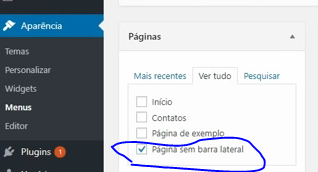 Aparência
Temas
Personalizar
Widgets
Menus
Editor
Plugins 1
Páginas
Mais recentes Ver tudo Pesquisar
Início
Contatos
Página de exemplo
Página sem barra lateral